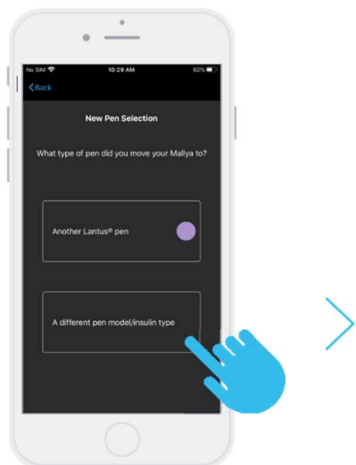 No SIM 10:29 AM 62%
Back
New Pen Selection
What type of pen did you move your Mallya to?
Another Lantus® pen
A different pen model/insulin type